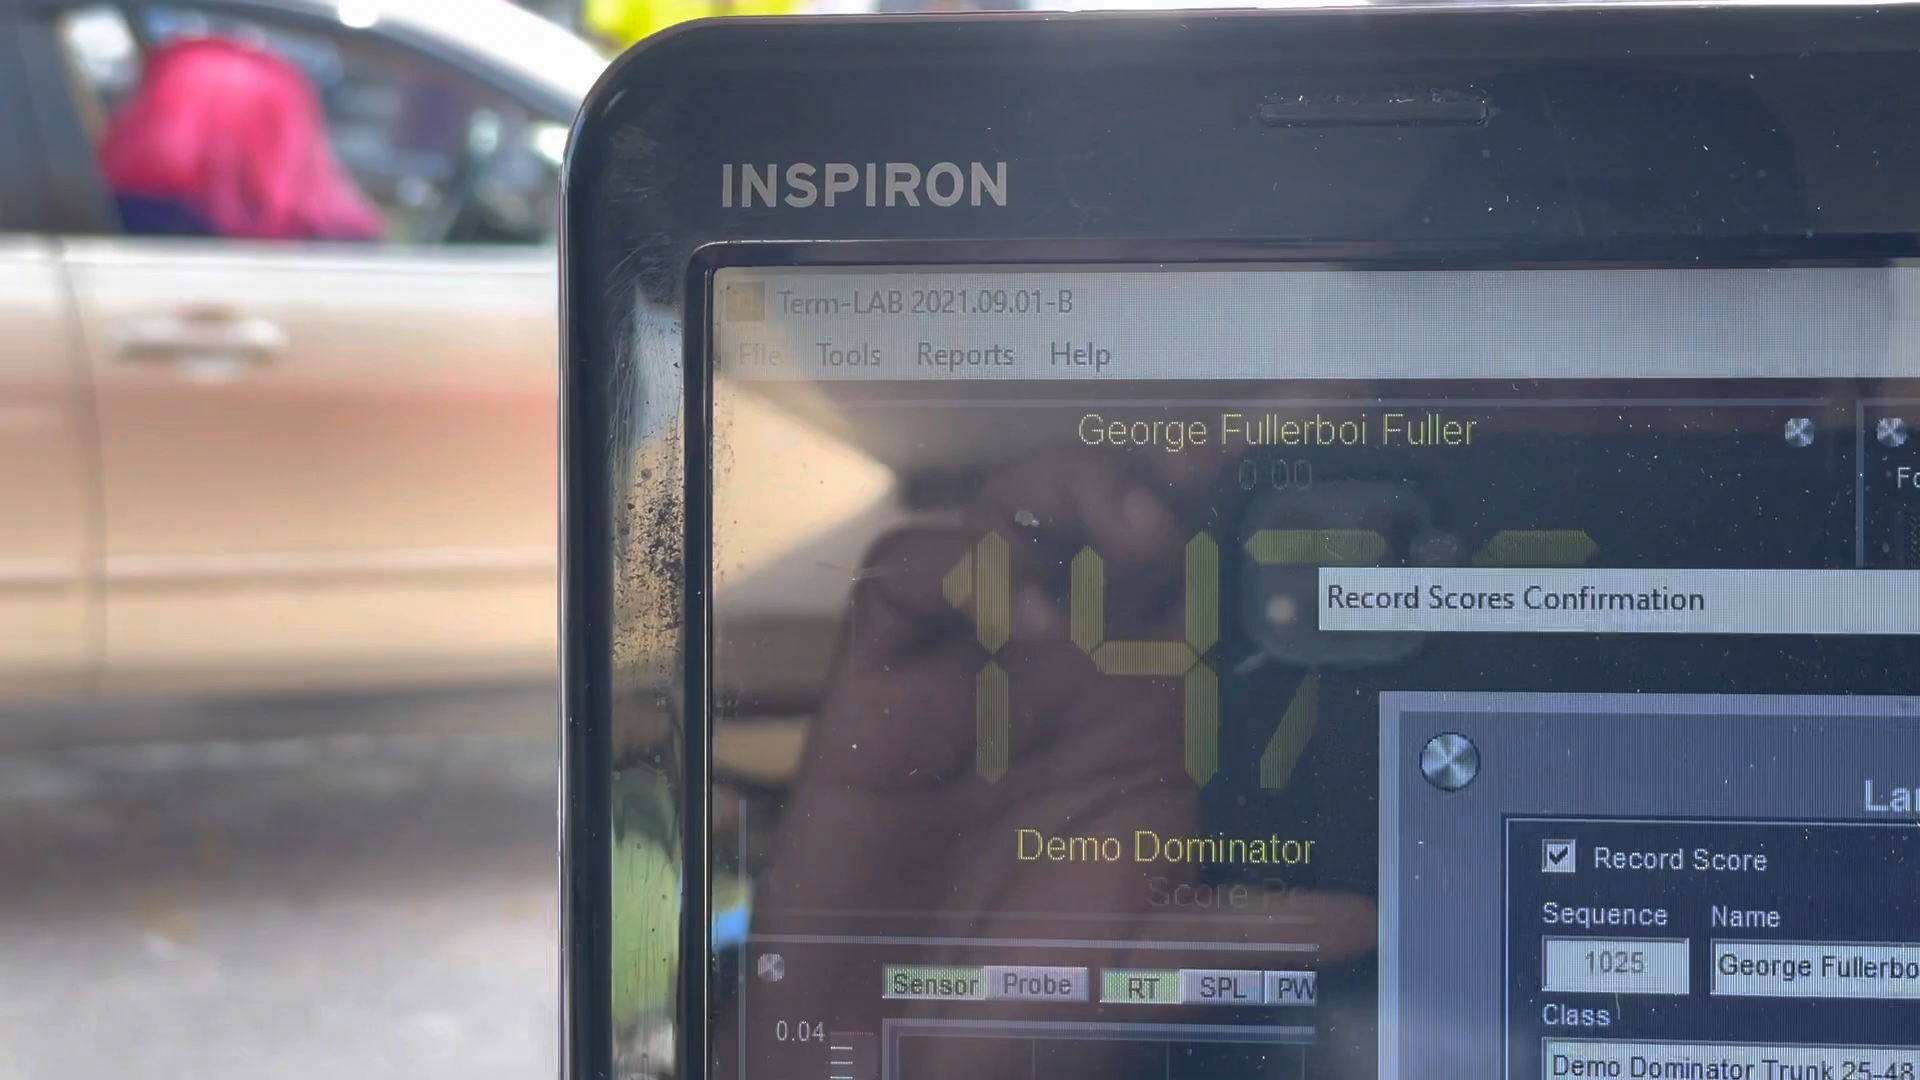 INSPIRON
Term-LAB 2021.09.01-B
File Tools Reports Help
George Fullerboi Fuller
0.00
147
Record Scores Confirmation
Demo Dominator
Score
Record Score
Sequence Name
1025 George Fullerbo
Class
Demo Dominator Trunk 25-48
Sensor Probe RT SPL PW
0.04